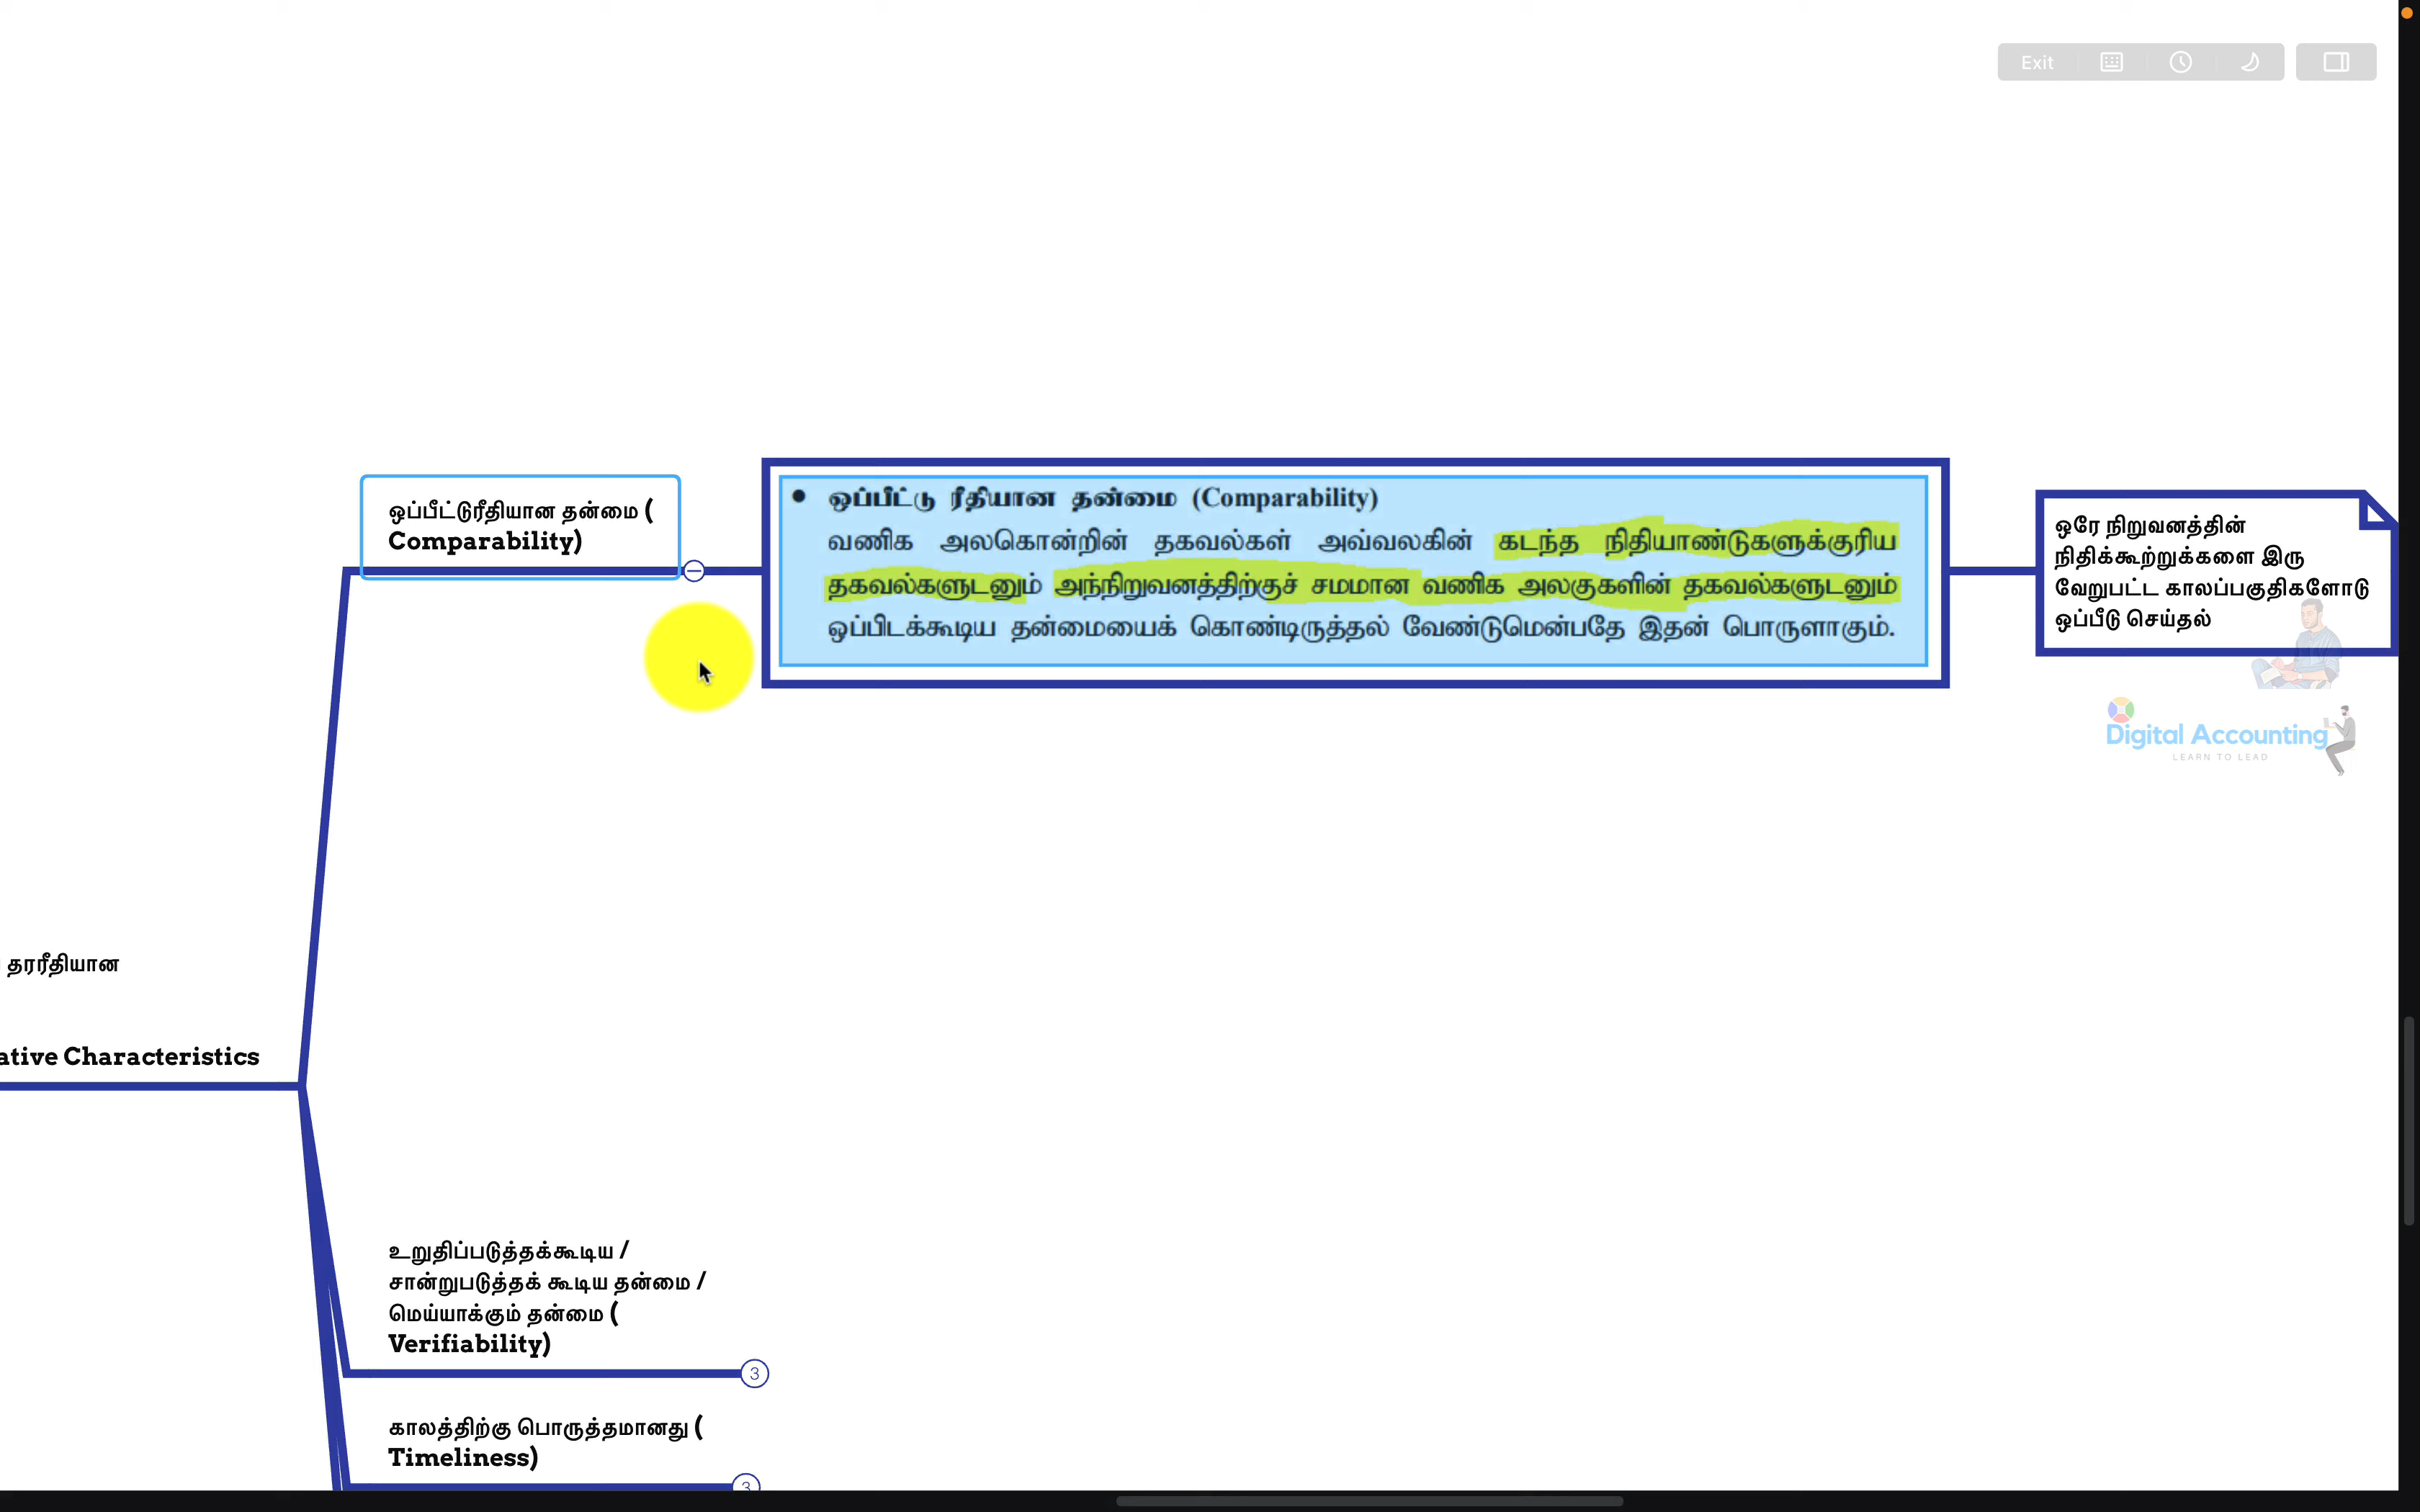 Exit
ஒப்பீட்டுரீதியான தன்மை (
Comparability)
• ஒப்பீட்டு ரீதியான தன்மை (Comparability)
வணிக அலகொன்றின் தகவல்கள் அவ்வலகின் கடந்த நிதியாண்டுகளுக்குரிய
தகவல்களுடனும் அந்நிறுவனத்திற்குச் சமமான வணிக அலகுகளின் தகவல்களுடனும்
ஒப்பிடக்கூடிய தன்மையைக் கொண்டிருத்தல் வேண்டுமென்பதே இதன் பொருளாகும்.
ஒரே நிறுவனத்தின்
நிதிக்கூற்றுக்களை இரு
வேறுபட்ட காலப்பகுதிகளோடு
ஒப்பீடு செய்தல்
Digital Accounting
LEARN TO LEAD
தரரீதியான
ative Characteristics
உறுதிப்படுத்தக்கூடிய /
சான்றுபடுத்தக் கூடிய தன்மை /
மெய்யாக்கும் தன்மை (
Verifiability)
3
காலத்திற்கு பொருத்தமானது (
Timeliness)
3